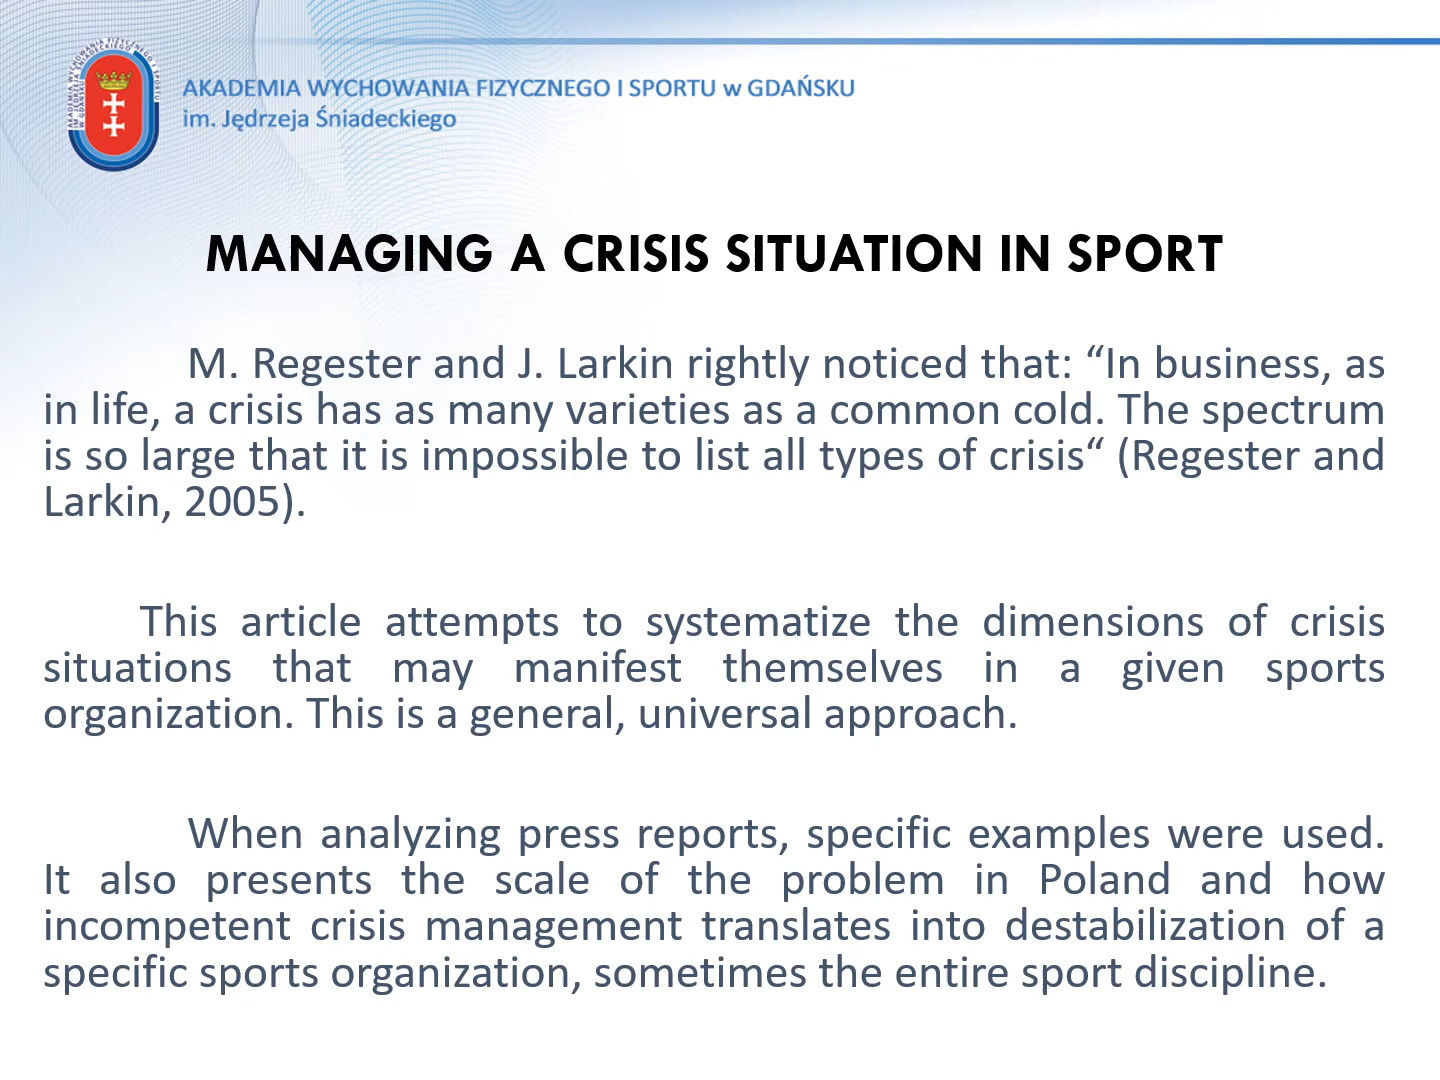 AKADEMIA WYCHOWANIA FIZYCZNEGO I SPORTU w GDAŃSKU
im. Jędrzeja Śniadeckiego
MANAGING A CRISIS SITUATION IN SPORT
M. Regester and J. Larkin rightly noticed that: “In business, as
in life, a crisis has as many varieties as a common cold. The spectrum
is so large that it is impossible to list all types of crisis“ (Regester and
Larkin, 2005).
This article attempts to systematize the dimensions of crisis
situations that may manifest themselves in a given sports
organization. This is a general, universal approach.
When analyzing press reports, specific examples were used.
It also presents the scale of the problem in Poland and how
incompetent crisis management translates into destabilization of a
specific sports organization, sometimes the entire sport discipline.